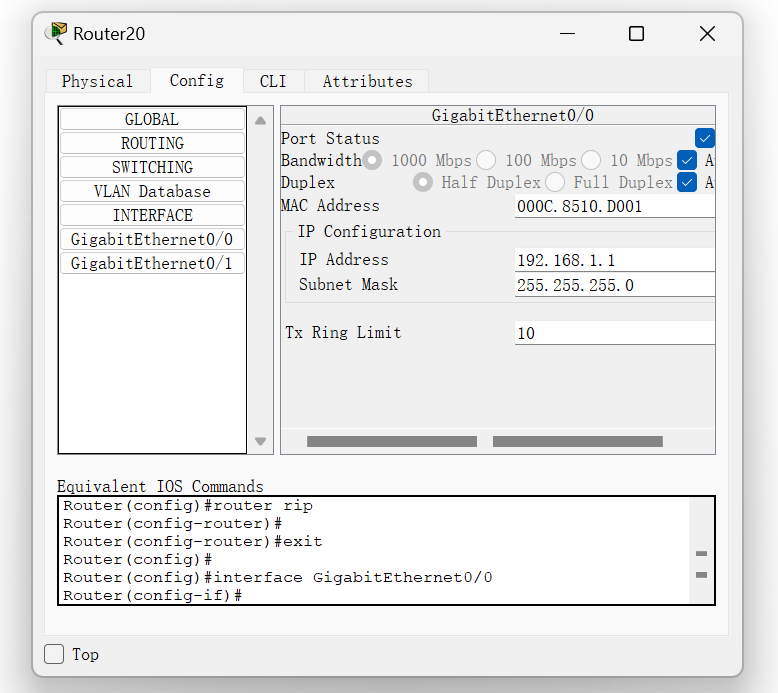 Router20
Physical Config CLI Attributes
GLOBAL
ROUTING
SWITCHING
VLAN Database
INTERFACE
GigabitEthernet0/0
GigabitEthernet0/1
GigabitEthernet0/0
Port Status
Bandwidth 1000 Mbps 100 Mbps 10 Mbps
Duplex Half Duplex Full Duplex
MAC Address 000C.8510.D001
IP Configuration
IP Address 192.168.1.1
Subnet Mask 255.255.255.0
Tx Ring Limit 10
Equivalent IOS Commands
Router(config)#router rip
Router(config-router)#
Router(config-router)#exit
Router(config)#
Router(config)#interface GigabitEthernet0/0
Router(config-if)#
Top